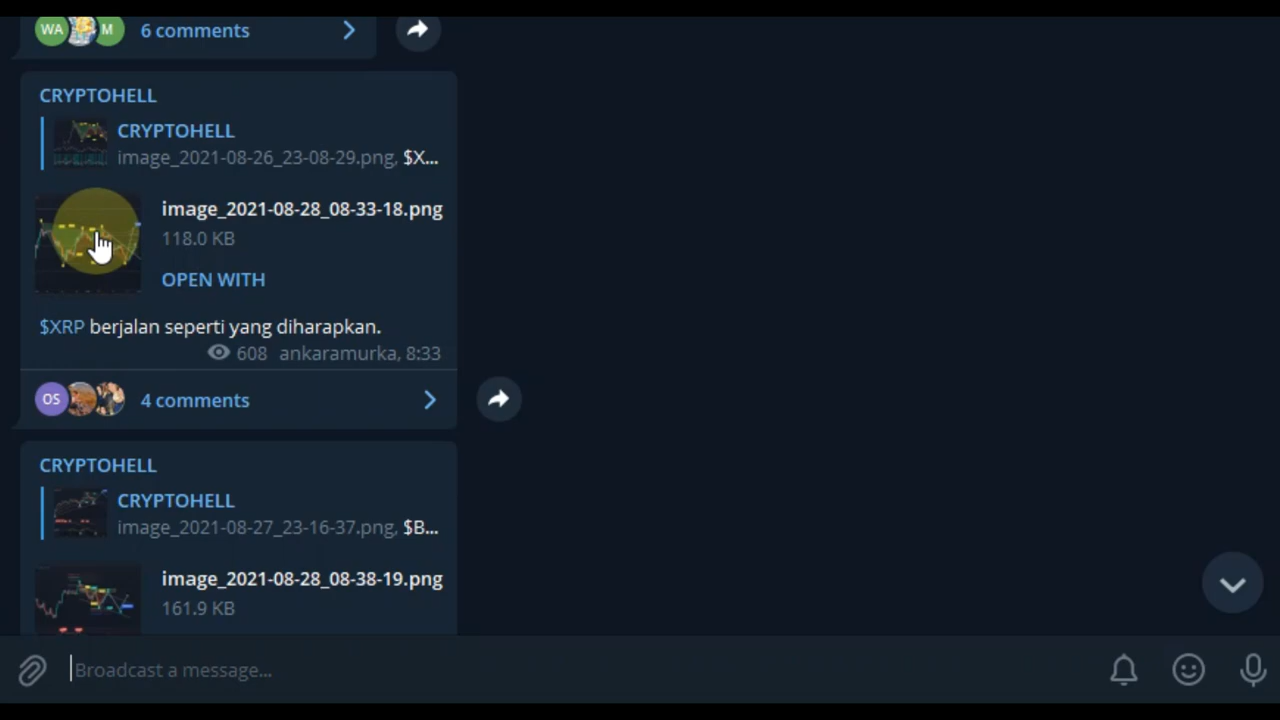 WA M 6 comments
CRYPTOHELL
CRYPTOHELL
image_2021-08-26_23-08-29.png, $X...
image_2021-08-28_08-33-18.png
118.0 KB
OPEN WITH
$XRP berjalan seperti yang diharapkan.
608 ankaramurka, 8:33
OS 4 comments
CRYPTOHELL
CRYPTOHELL
image_2021-08-27_23-16-37.png, $B...
image_2021-08-28_08-38-19.png
161.9 KB
Broadcast a message...